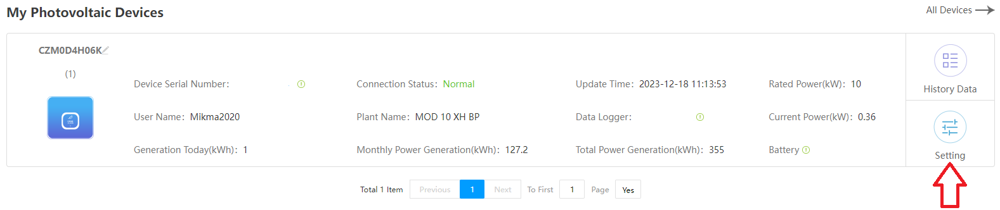 My Photovoltaic Devices
All Devices
CZM0D4H06K
(1)
Device Serial Number:
Connection Status: Normal
Update Time: 2023-12-18 11:13:53
Rated Power(kW): 10
History Data
User Name: Mikma2020
Plant Name: MOD 10 XH BP
Data Logger:
Current Power(kW): 0.36
Generation Today(kWh): 1
Monthly Power Generation(kWh): 127.2
Total Power Generation(kWh): 355
Battery
Setting
Total 1 Item Previous 1 Next To First 1 Page Yes